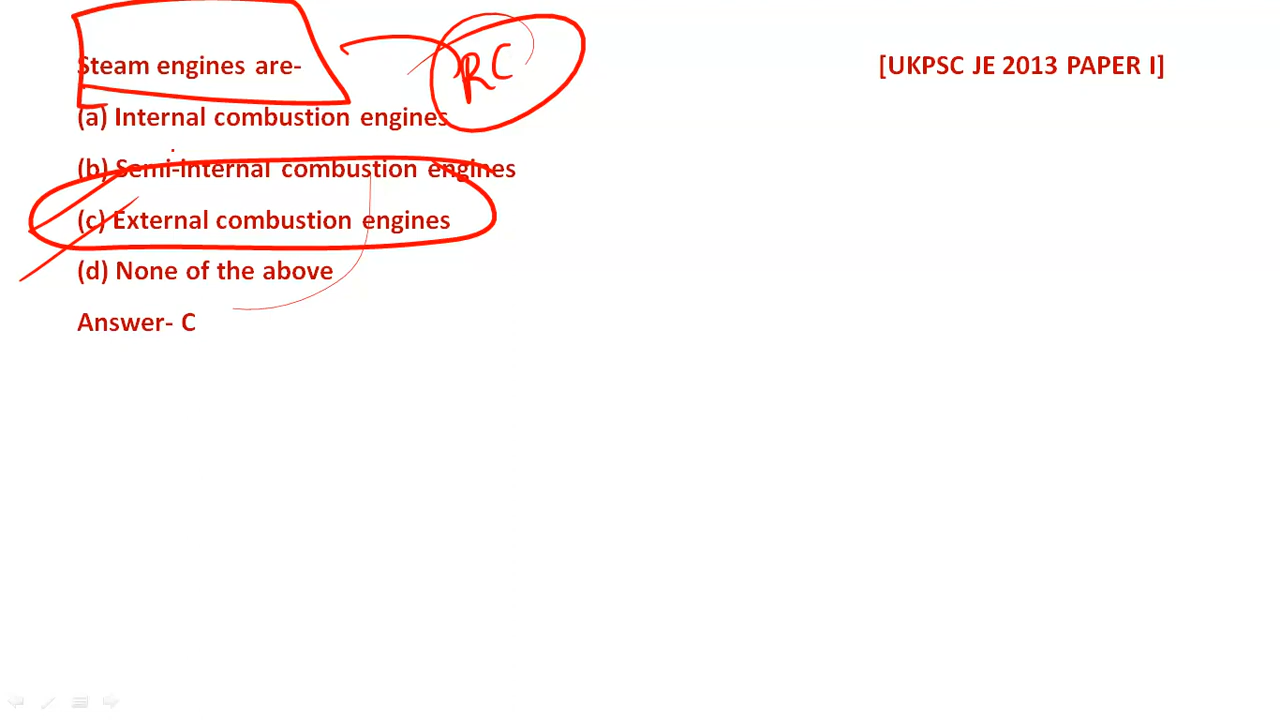 Steam engines are-
RC
[UKPSC JE 2013 PAPER I]
(a) Internal combustion engines
(b) Semi-internal combustion engines
(c) External combustion engines
(d) None of the above
Answer- C